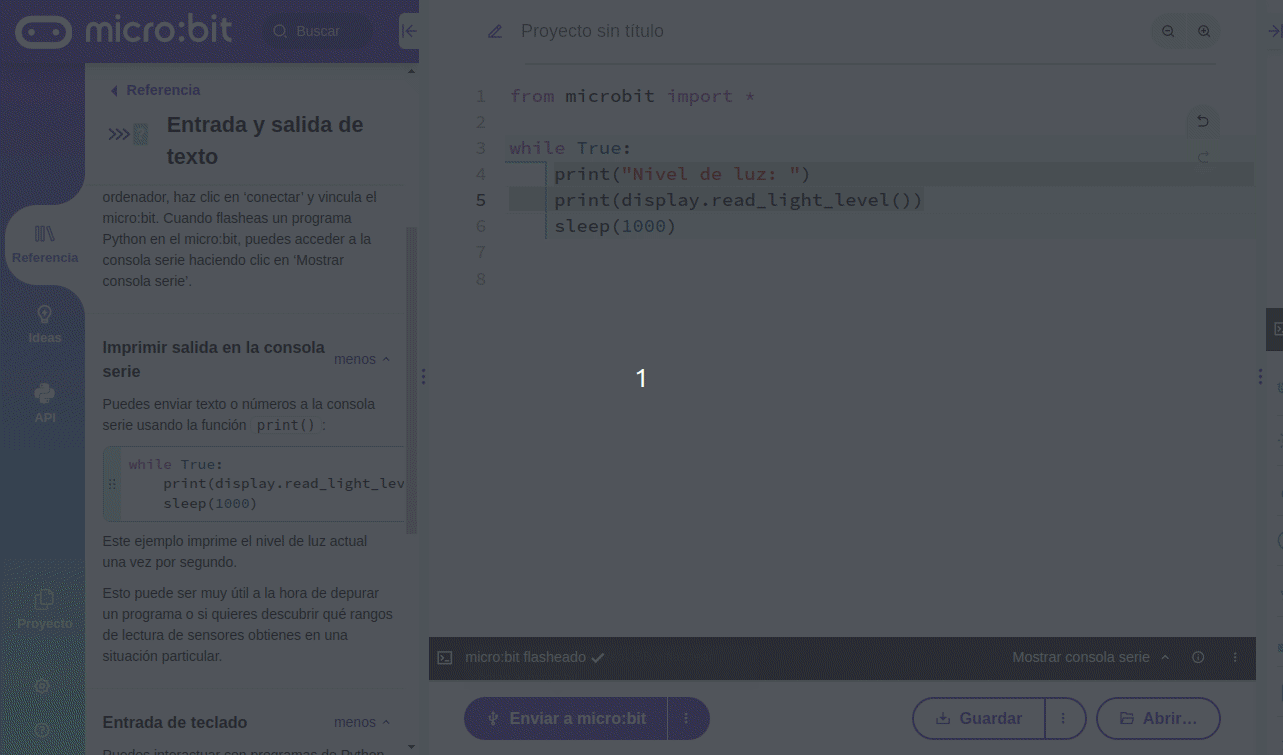 micro:bit
Buscar
Proyecto sin título
Referencia
Entrada y salida de
texto
ordenador, haz clic en ‘conectar’ y vincula el
micro:bit. Cuando flasheas un programa
Python en el micro:bit, puedes acceder a la
consola serie haciendo clic en ‘Mostrar
consola serie’.
Imprimir salida en la consola
serie
menos
Puedes enviar texto o números a la consola
serie usando la función print() :
while True:
print(display.read_light_lev
sleep(1000)
Este ejemplo imprime el nivel de luz actual
una vez por segundo.
Esto puede ser muy útil a la hora de depurar
un programa o si quieres descubrir qué rangos
de lectura de sensores obtienes en una
situación particular.
Entrada de teclado
menos
Puedes interactuar con programas de Python
Referencia
Ideas
API
Proyecto
1 from microbit import *
2
3 while True:
4 print("Nivel de luz: ")
5 print(display.read_light_level())
6 sleep(1000)
7
8
1
micro:bit flasheado
Mostrar consola serie
Enviar a micro:bit
Guardar
Abrir...